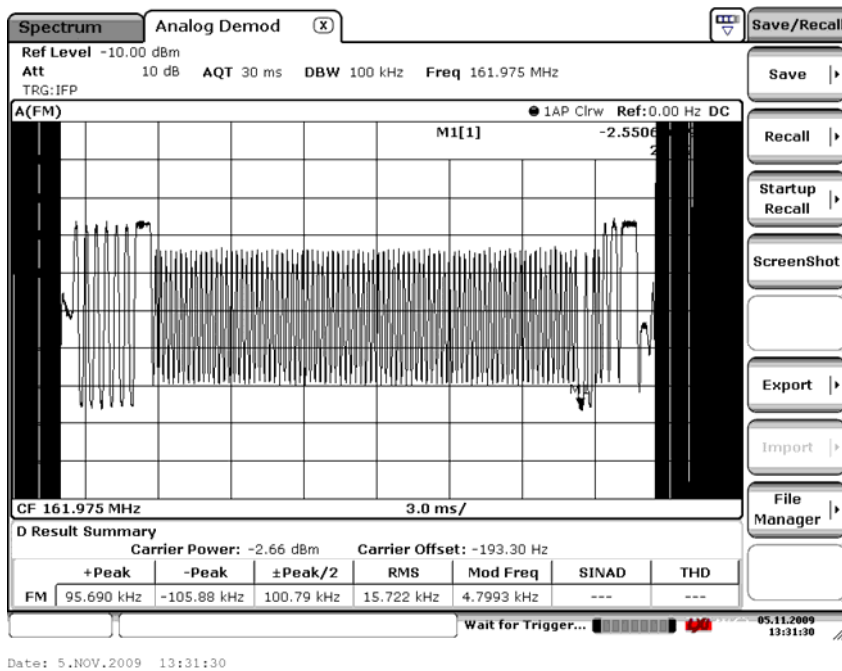 Spectrum
Analog Demod
X
Save/Recall
Ref Level -10.00 dBm
Att 10 dB AQT 30 ms DBW 100 kHz Freq 161.975 MHz
TRG:IFP
A(FM)
1AP Clrw Ref:0.00 Hz DC
M1[1] -2.5506
CF 161.975 MHz 3.0 ms/
D Result Summary
Carrier Power: -2.66 dBm Carrier Offset: -193.30 Hz
+Peak -Peak ±Peak/2 RMS Mod Freq SINAD THD
FM 95.690 kHz -105.88 kHz 100.79 kHz 15.722 kHz 4.7993 kHz --- ---
Wait for Trigger...
05.11.2009
13:31:30
Save
Recall
Startup
Recall
ScreenShot
Export
Import
File
Manager
Date: 5.NOV.2009 13:31:30